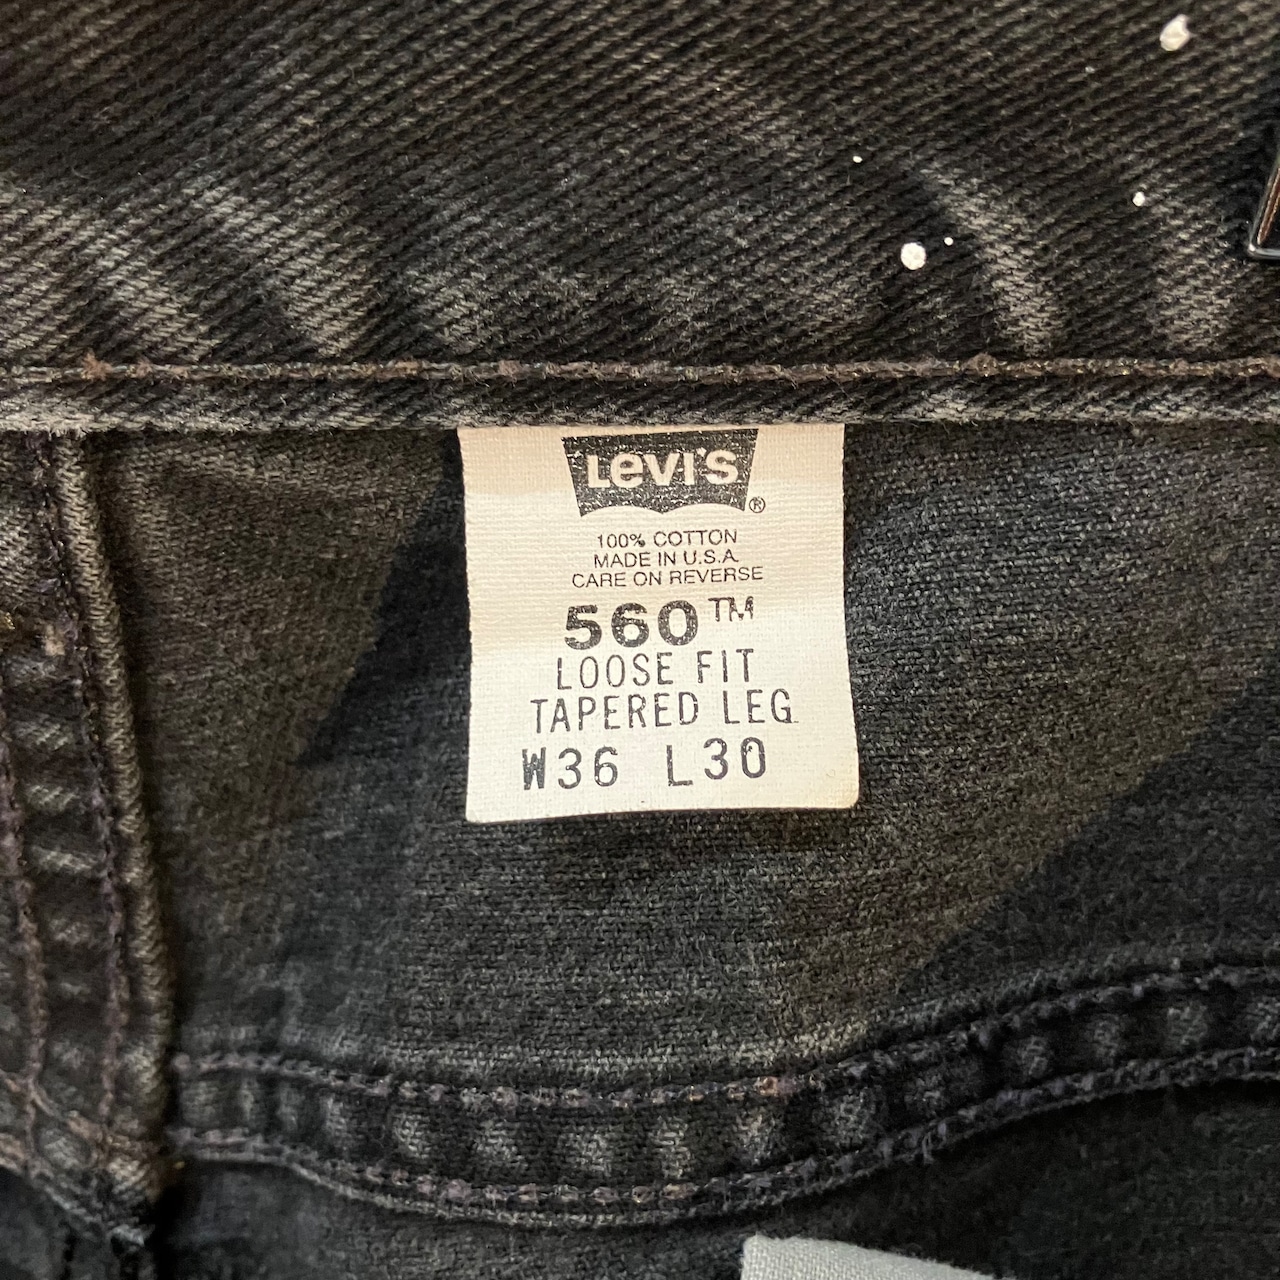 LEVI'S®
100% COTTON
MADE IN U.S.A.
CARE ON REVERSE
560™
LOOSE FIT
TAPERED LEG
W36 L30